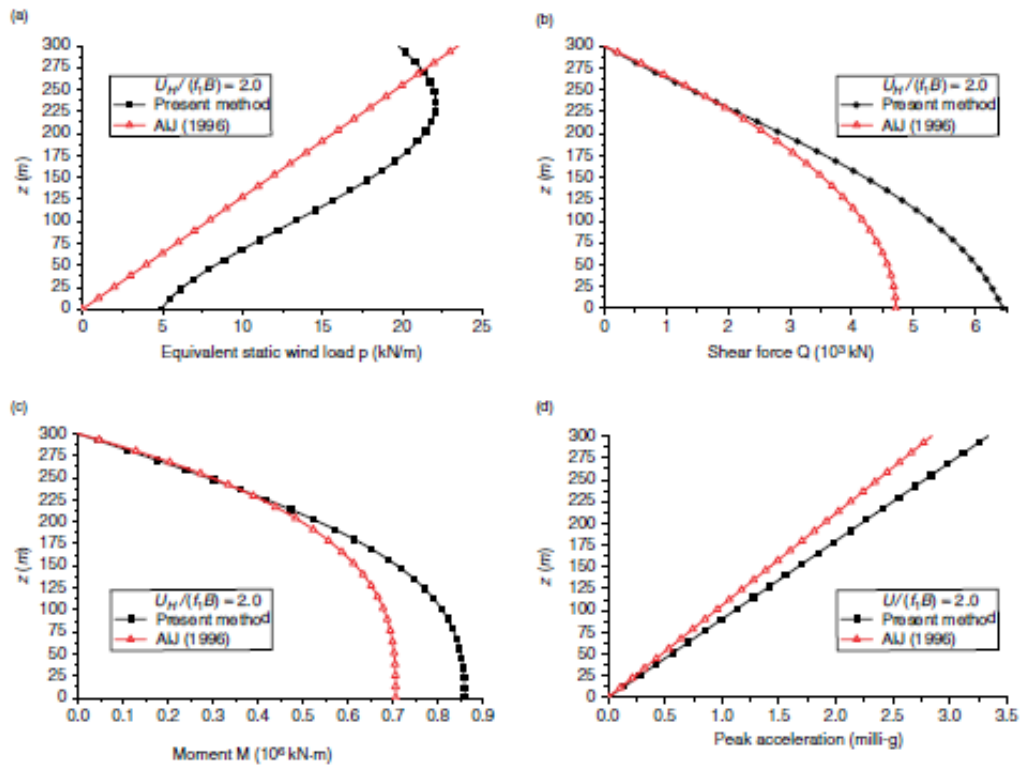 (a)
300
275
250
225
200
175
150
125
100
75
50
25
0
z (m)
U_H/(f₁B) = 2.0
Present method
AIJ (1996)
0 5 10 15 20 25
Equivalent static wind load p (kN/m)
(b)
300
275
250
225
200
175
150
125
100
75
50
25
0
z (m)
U_H/(f₁B) = 2.0
Present method
AIJ (1996)
0 1 2 3 4 5 6
Shear force Q (10³ kN)
(c)
300
275
250
225
200
175
150
125
100
75
50
25
0
z (m)
U_H/(f₁B) = 2.0
Present method
AIJ (1996)
0.0 0.1 0.2 0.3 0.4 0.5 0.6 0.7 0.8 0.9
Moment M (10⁶ kN-m)
(d)
300
275
250
225
200
175
150
125
100
75
50
25
0
z (m)
U/(f₁B) = 2.0
Present method
AIJ (1996)
0.0 0.5 1.0 1.5 2.0 2.5 3.0 3.5
Peak acceleration (milli-g)